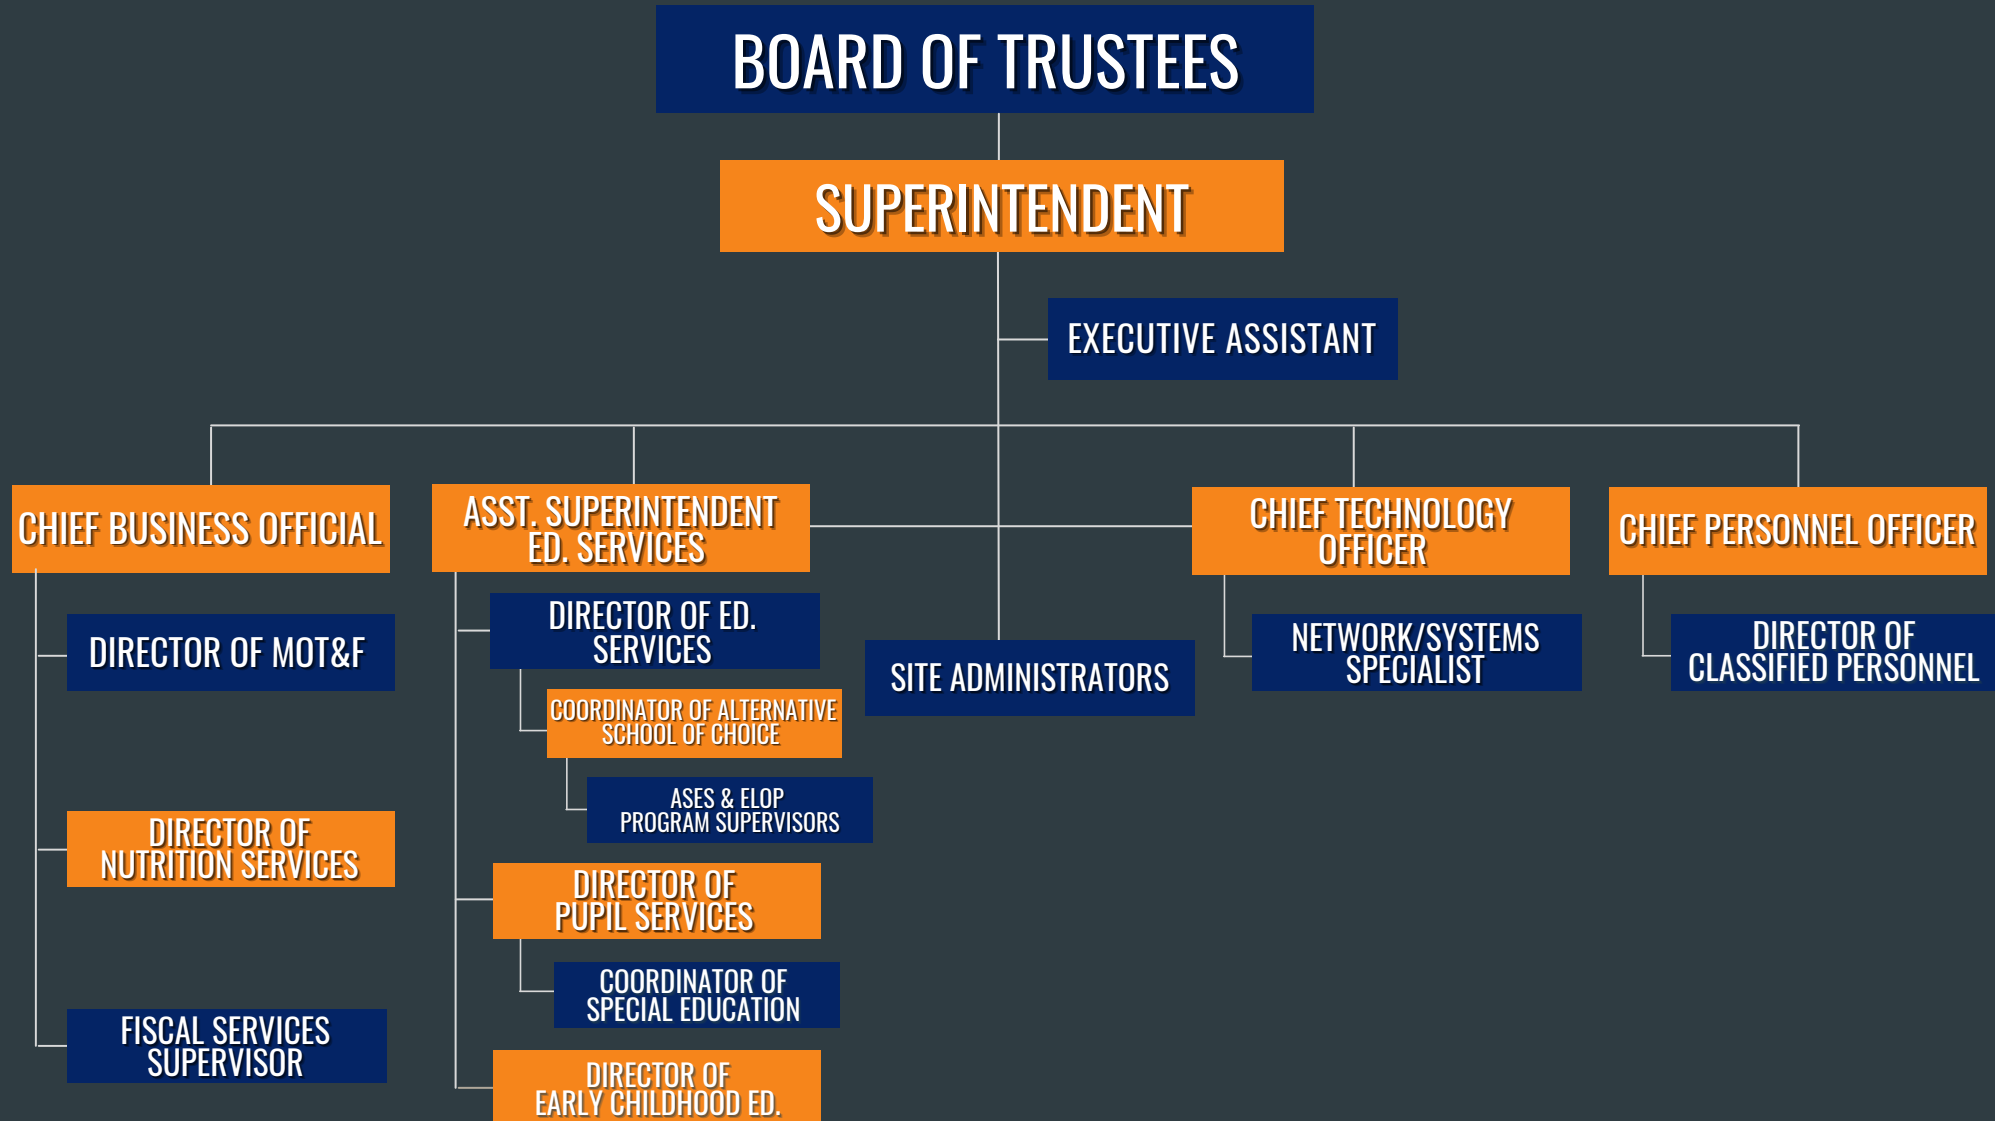 BOARD OF TRUSTEES
SUPERINTENDENT
EXECUTIVE ASSISTANT
CHIEF BUSINESS OFFICIAL
DIRECTOR OF MOT&F
DIRECTOR OF
NUTRITION SERVICES
FISCAL SERVICES
SUPERVISOR
ASST. SUPERINTENDENT
ED. SERVICES
DIRECTOR OF ED.
SERVICES
COORDINATOR OF ALTERNATIVE
SCHOOL OF CHOICE
ASES & ELOP
PROGRAM SUPERVISORS
DIRECTOR OF
PUPIL SERVICES
COORDINATOR OF
SPECIAL EDUCATION
DIRECTOR OF
EARLY CHILDHOOD ED.
SITE ADMINISTRATORS
CHIEF TECHNOLOGY
OFFICER
NETWORK/SYSTEMS
SPECIALIST
CHIEF PERSONNEL OFFICER
DIRECTOR OF
CLASSIFIED PERSONNEL